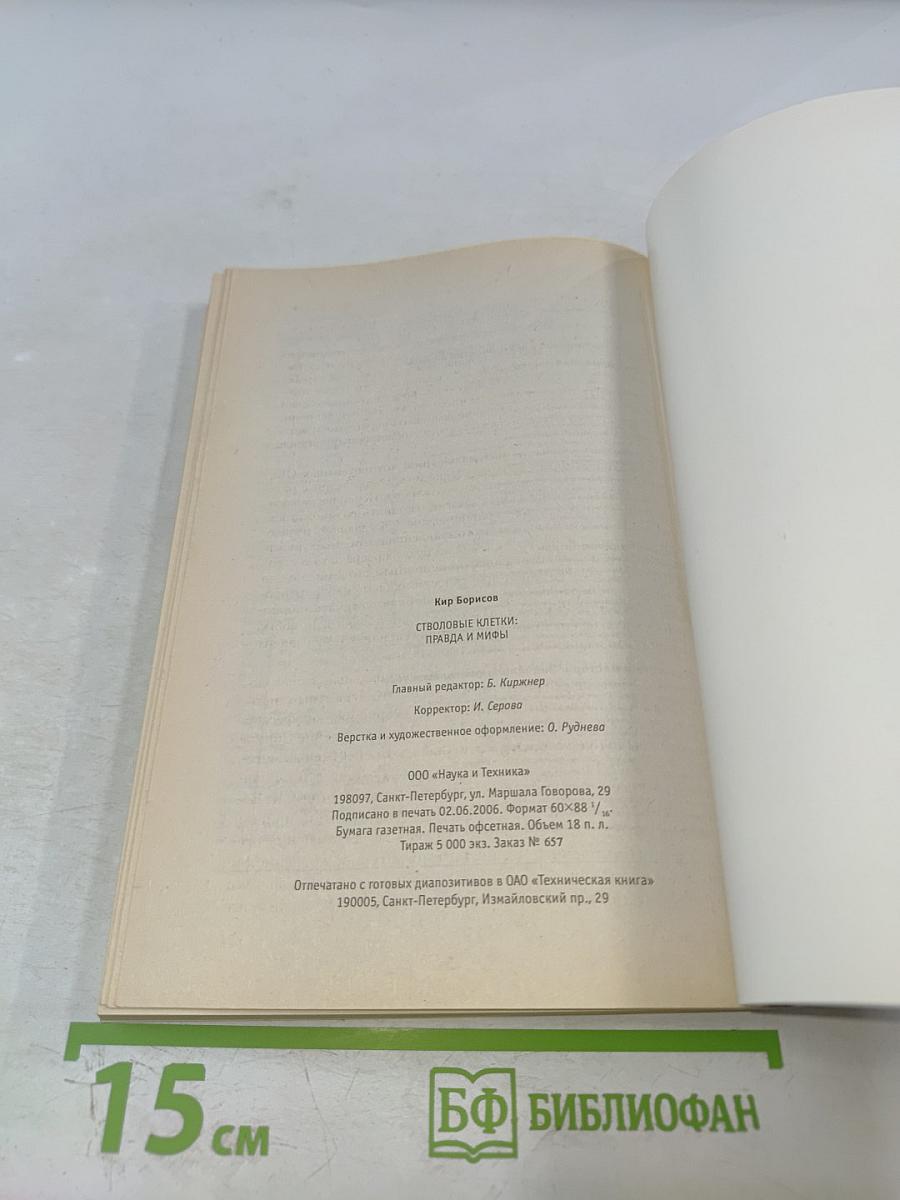 Кир Борисов
СТВОЛОВЫЕ КЛЕТКИ:
ПРАВДА И МИФЫ
Главный редактор: Б. Киржнер
Корректор: И. Серова
Верстка и художественное оформление: О. Руднева
ООО «Наука и Техника»
198097, Санкт-Петербург, ул. Маршала Говорова, 29
Подписано в печать 02.06.2006. Формат 60×88 1/16.
Бумага газетная. Печать офсетная. Объем 18 п. л.
Тираж 5 000 экз. Заказ № 657
Отпечатано с готовых диапозитивов в ОАО «Техническая книга»
190005, Санкт-Петербург, Измайловский пр., 29
15 см
БФ БИБЛИОФАН